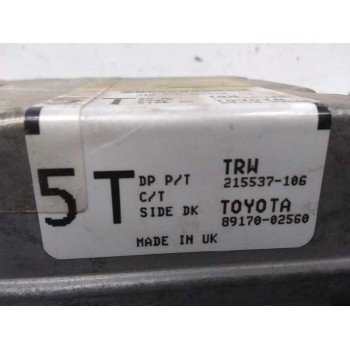 5T
DP P/T TRW
215537-106
C/T
SIDE DK TOYOTA
89170-02560
MADE IN UK